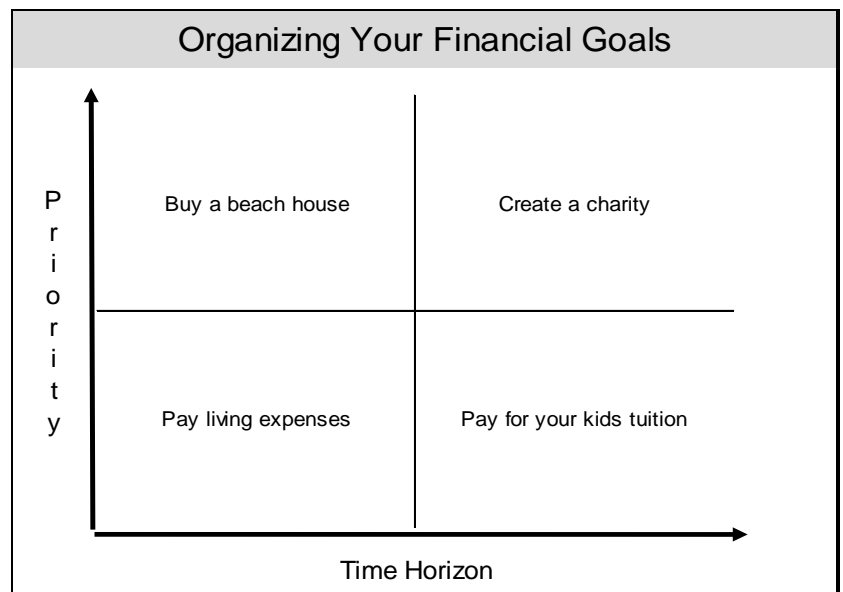 Organizing Your Financial Goals
Priority
Buy a beach house
Create a charity
Pay living expenses
Pay for your kids tuition
Time Horizon